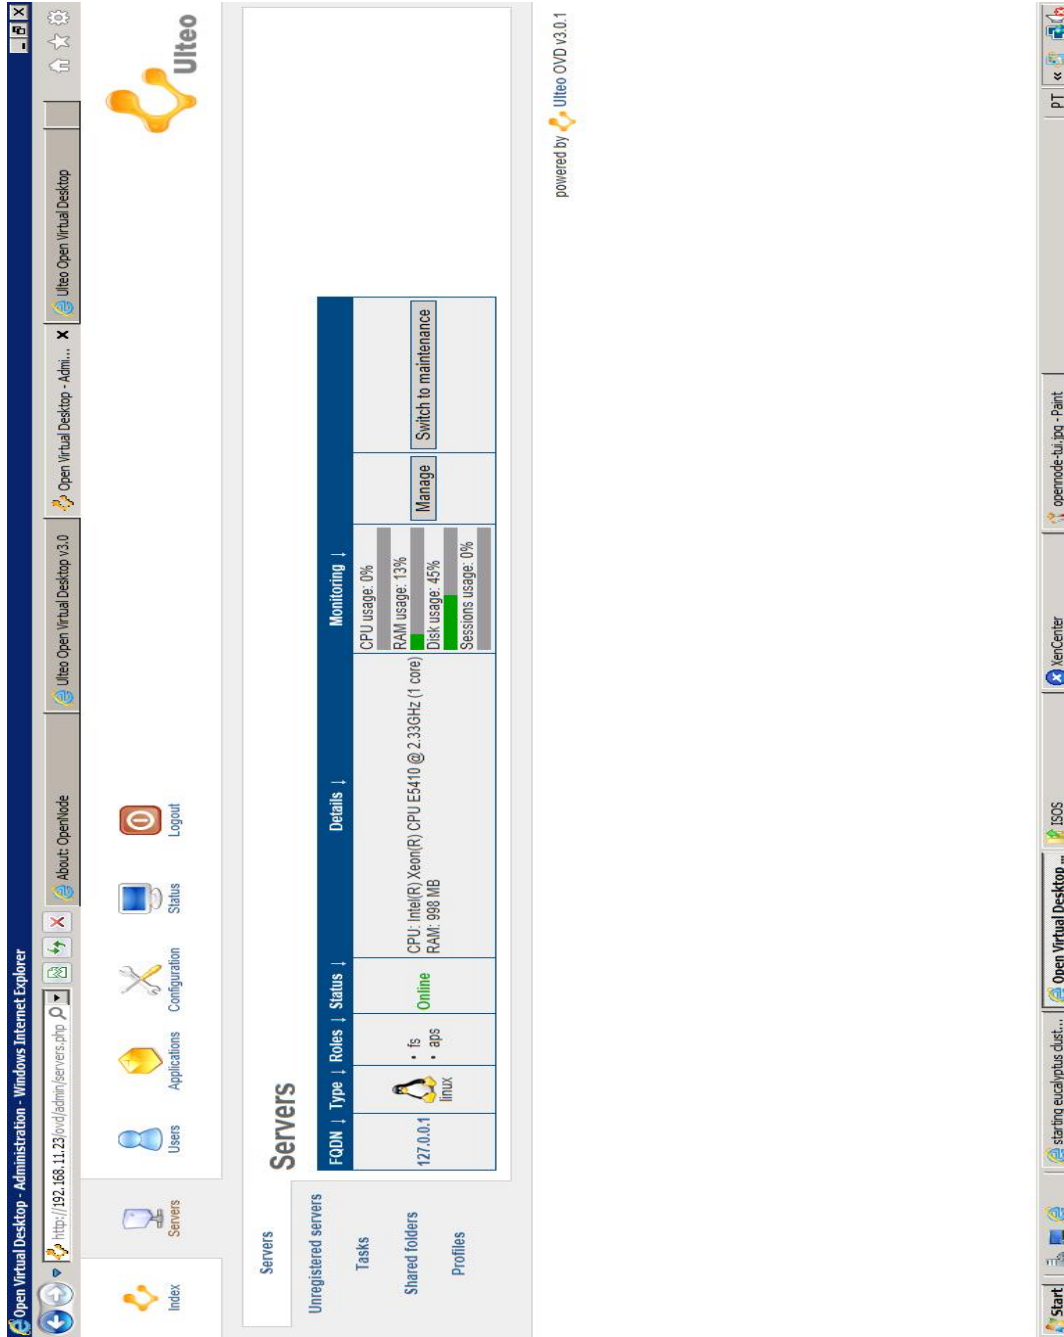 Open Virtual Desktop - Administration - Windows Internet Explorer
http://192.168.11.23/ovd/admin/servers.php
About: OpenNode
Ulteo Open Virtual Desktop v3.0
Open Virtual Desktop - Admi...
Ulteo Open Virtual Desktop
Index
Servers
Users
Applications
Configuration
Status
Logout
Ulteo
Servers
Unregistered servers
Tasks
Shared folders
Profiles
Servers
FQDN ↓ Type ↓ Roles ↓ Status ↓ Details ↓ Monitoring ↓
127.0.0.1
linux
• fs
• aps
Online
CPU: Intel(R) Xeon(R) CPU E5410 @ 2.33GHz (1 core)
RAM: 998 MB
CPU usage: 0%
RAM usage: 13%
Disk usage: 45%
Sessions usage: 0%
Manage
Switch to maintenance
powered by Ulteo OVD v3.0.1
Start
starting eucalyptus clust...
Open Virtual Desktop ...
ISOS
XenCenter
opennode-tui.jpg - Paint
PT «